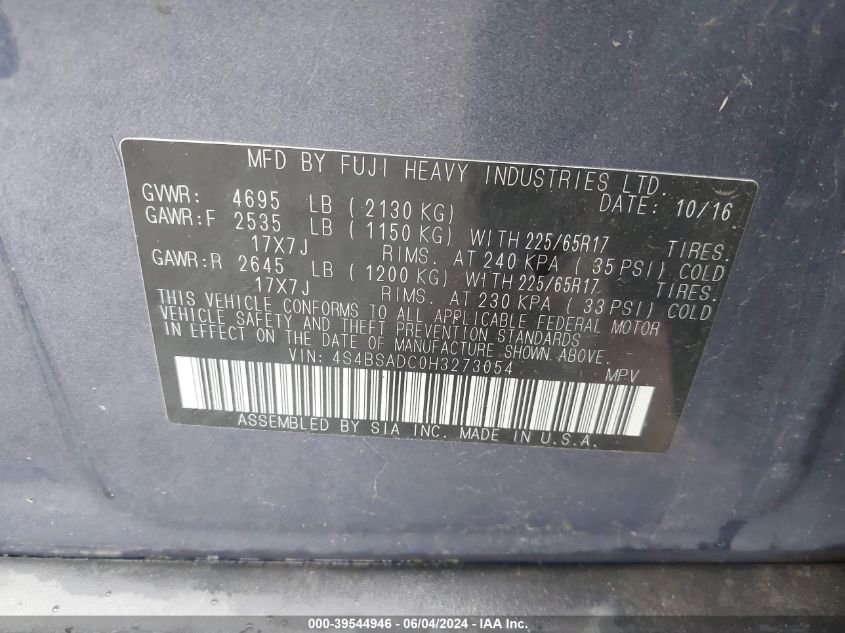 MFD BY FUJI HEAVY INDUSTRIES LTD.
GVWR: 4695 LB ( 2130 KG) DATE: 10/16
GAWR:F 2535 LB ( 1150 KG) WITH 225/65R17 TIRES.
17X7J RIMS. AT 240 KPA ( 35 PSI) COLD
GAWR:R 2645 LB ( 1200 KG) WITH 225/65R17 TIRES.
17X7J RIMS. AT 230 KPA ( 33 PSI) COLD
THIS VEHICLE CONFORMS TO ALL APPLICABLE FEDERAL MOTOR
VEHICLE SAFETY AND THEFT PREVENTION STANDARDS
IN EFFECT ON THE DATE OF MANUFACTURE SHOWN ABOVE.
VIN: 4S4BSADC0H3273054 MPV
ASSEMBLED BY SIA INC. MADE IN U.S.A.
000-39544946 - 06/04/2024 - IAAI.com